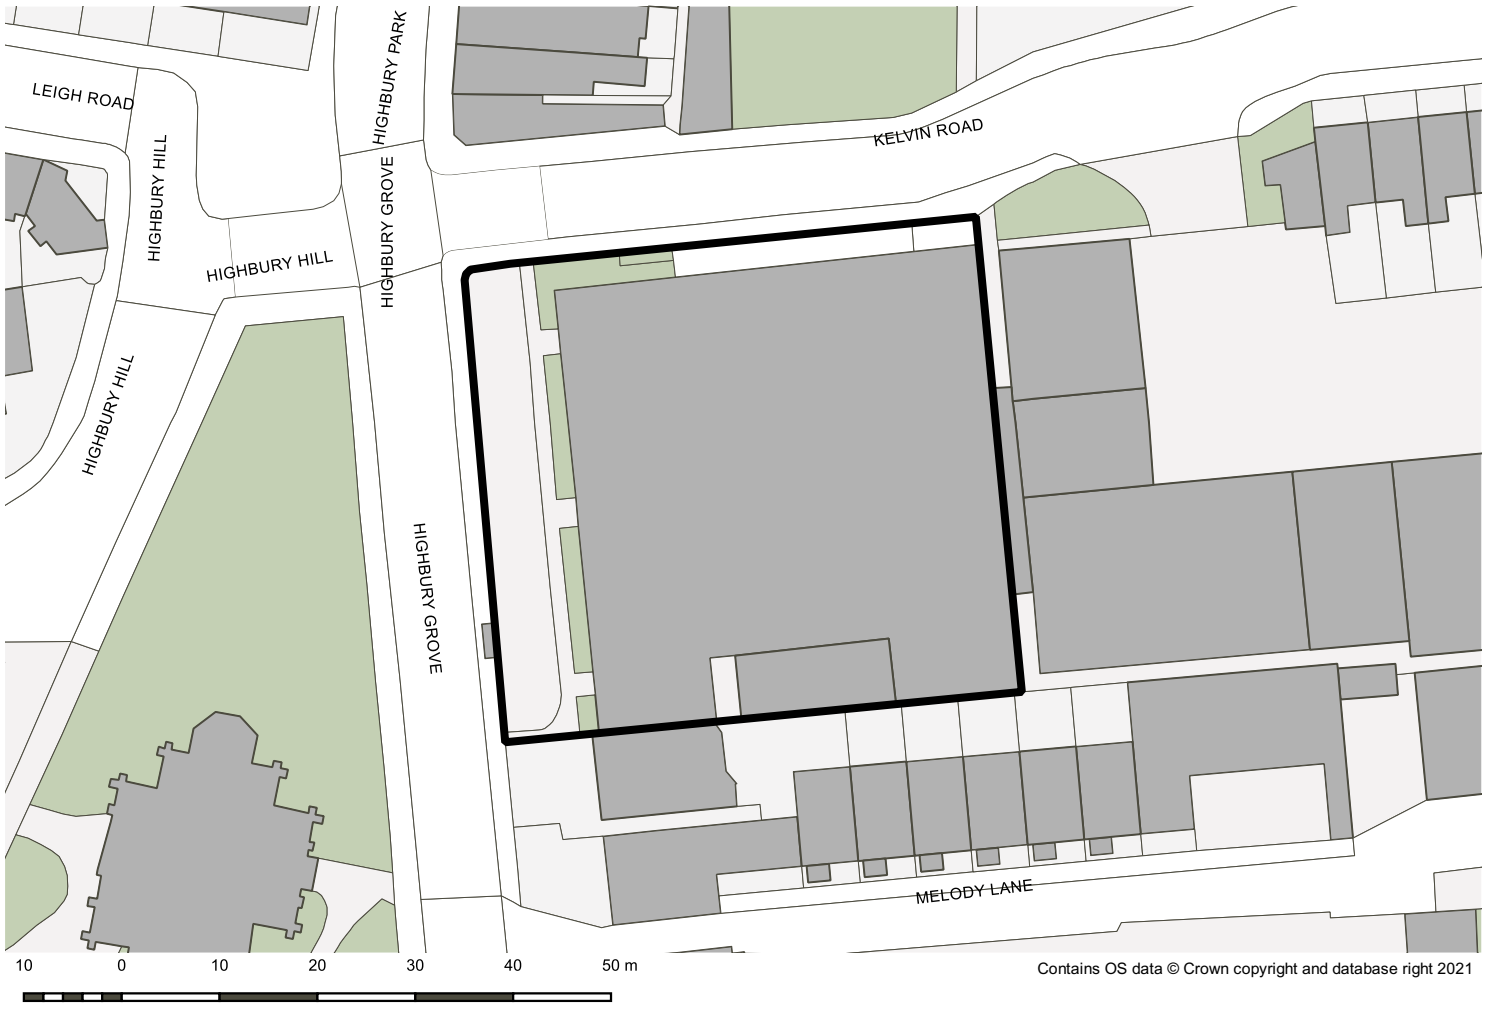 HIGHBURY PARK
LEIGH ROAD
KELVIN ROAD
HIGHBURY HILL
HIGHBURY GROVE
HIGHBURY HILL
HIGHBURY HILL
HIGHBURY GROVE
MELODY LANE
10 0 10 20 30 40 50 m
Contains OS data © Crown copyright and database right 2021